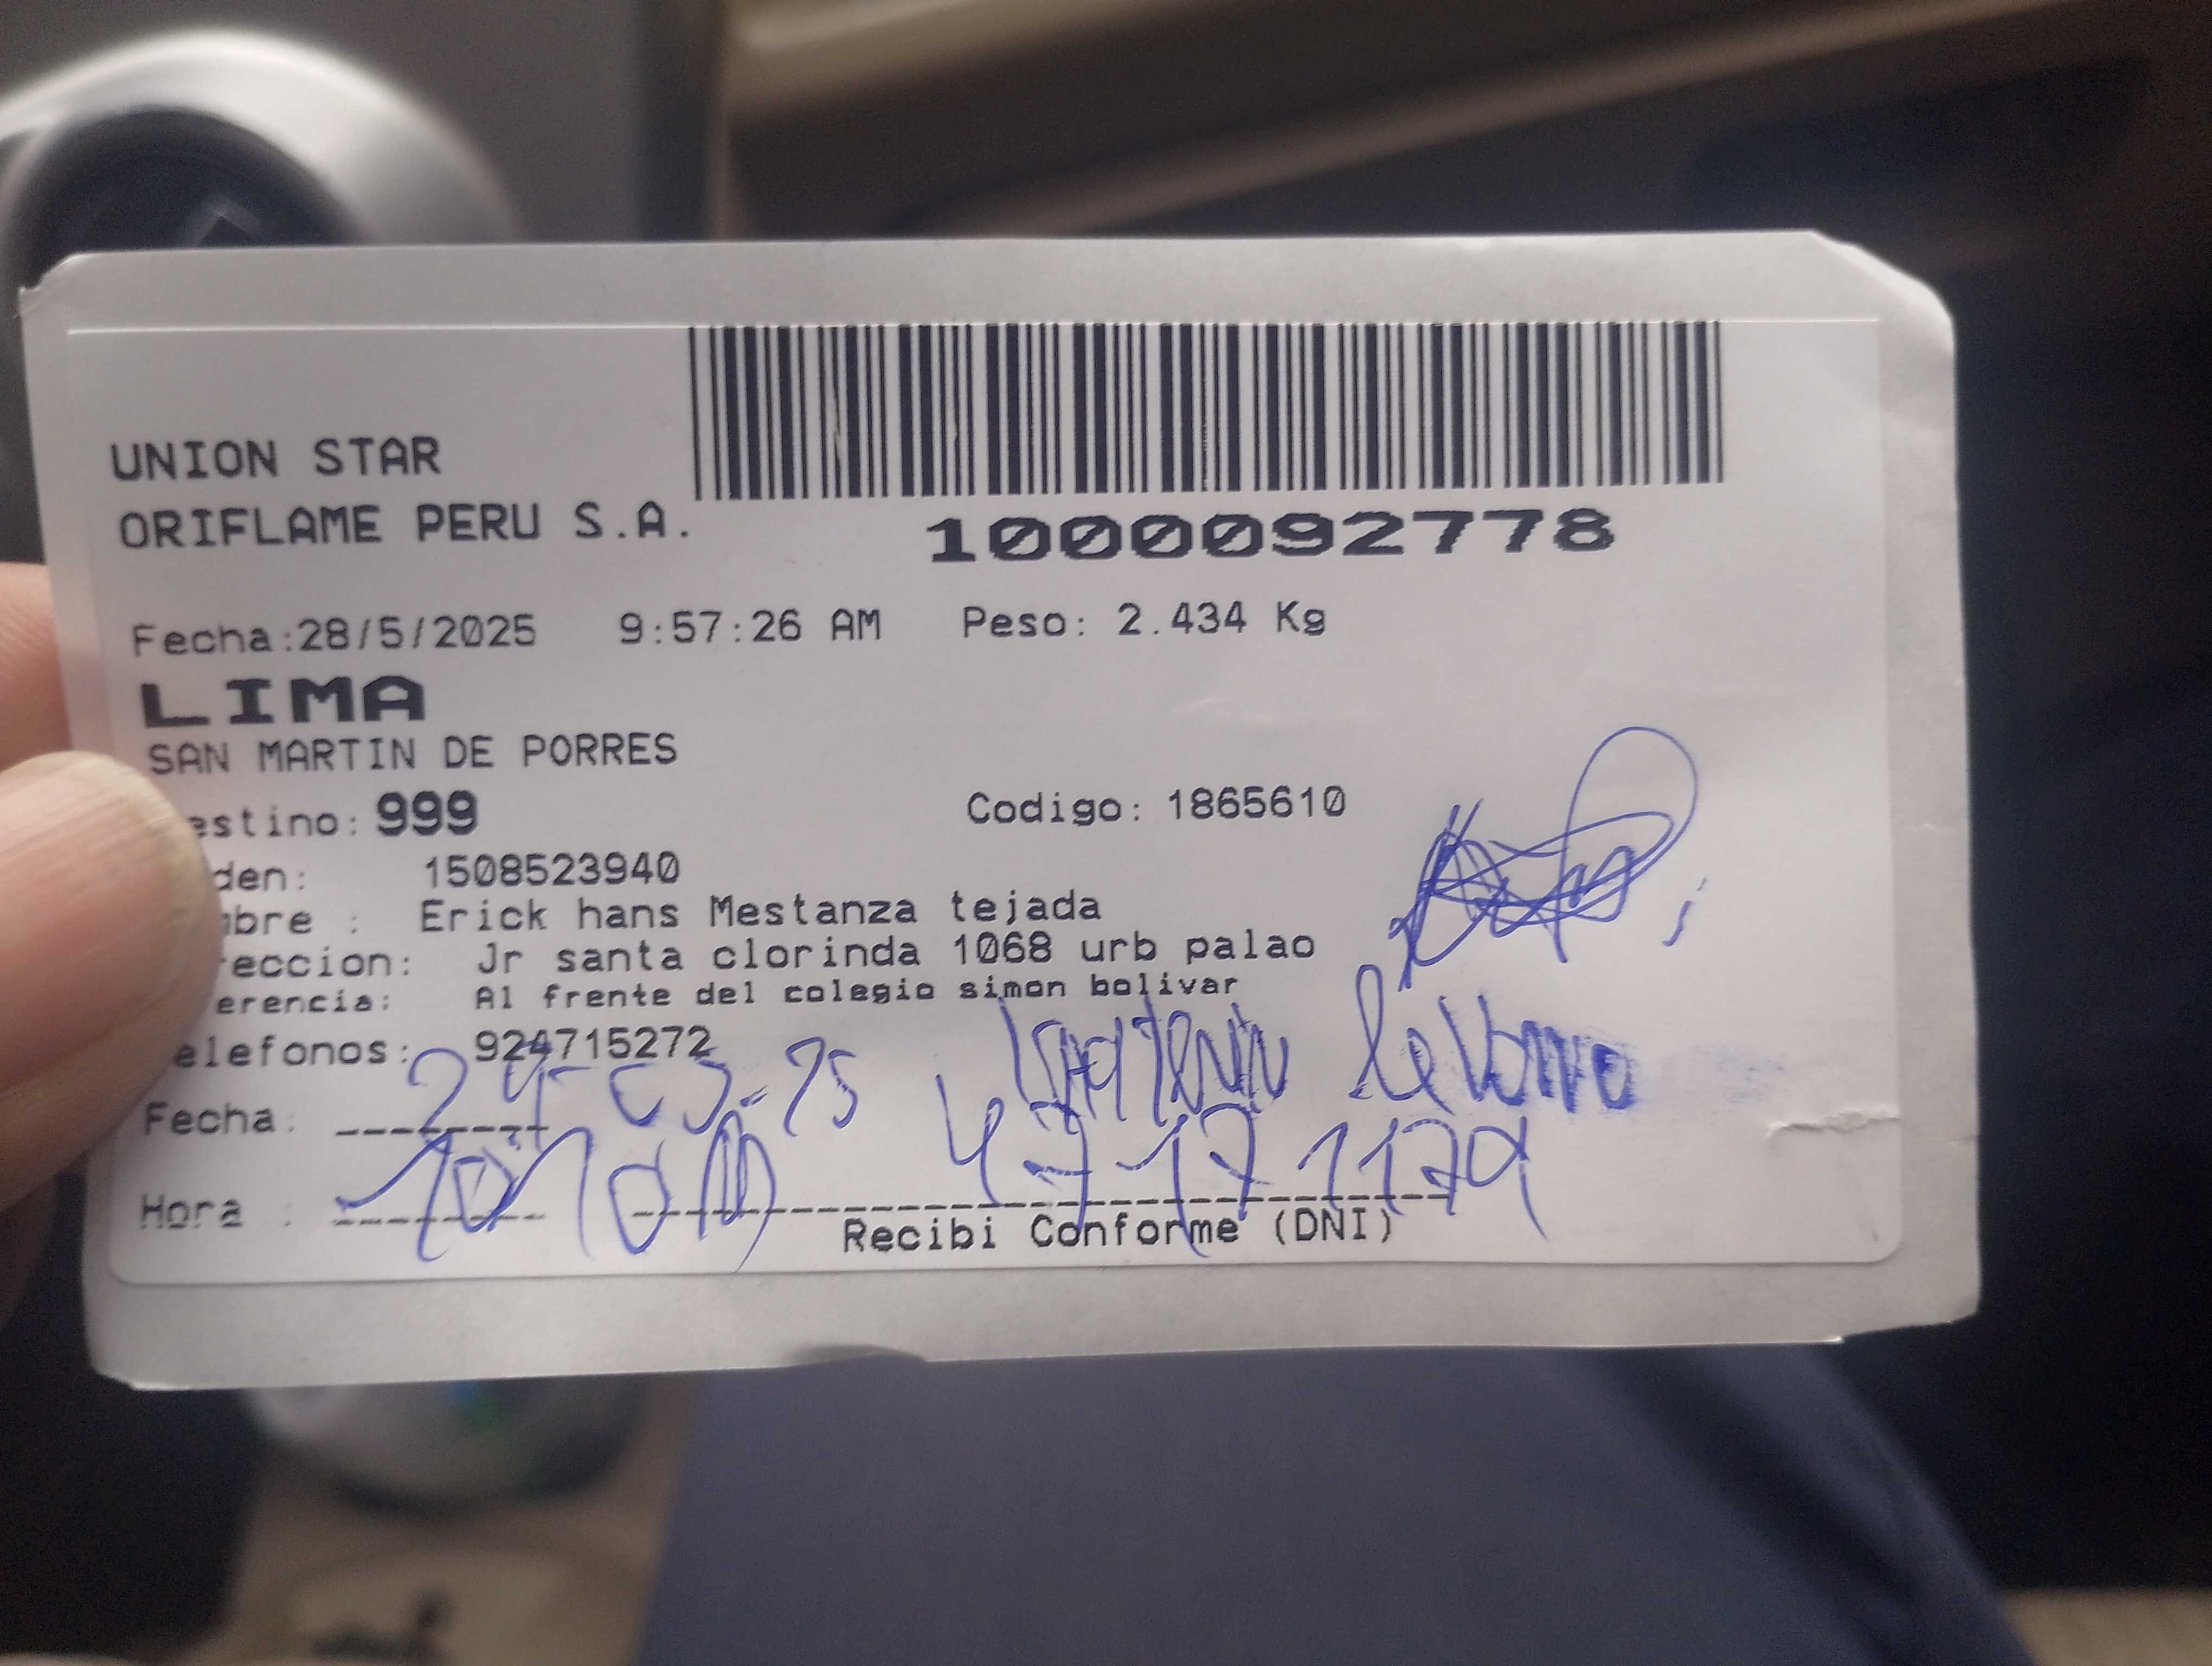 UNION STAR
ORIFLAME PERU S.A.
1000092778
Fecha:28/5/2025 9:57:26 AM Peso: 2.434 Kg
LIMA
SAN MARTIN DE PORRES
estino: 999 Codigo: 1865610
den: 1508523940
mbre : Erick hans Mestanza tejada
reccion: Jr santa clorinda 1068 urb palao
erencia: Al frente del colegio simon bolivar
elefonos: 924715272
Fecha:
Hora :
Recibi Conforme (DNI)